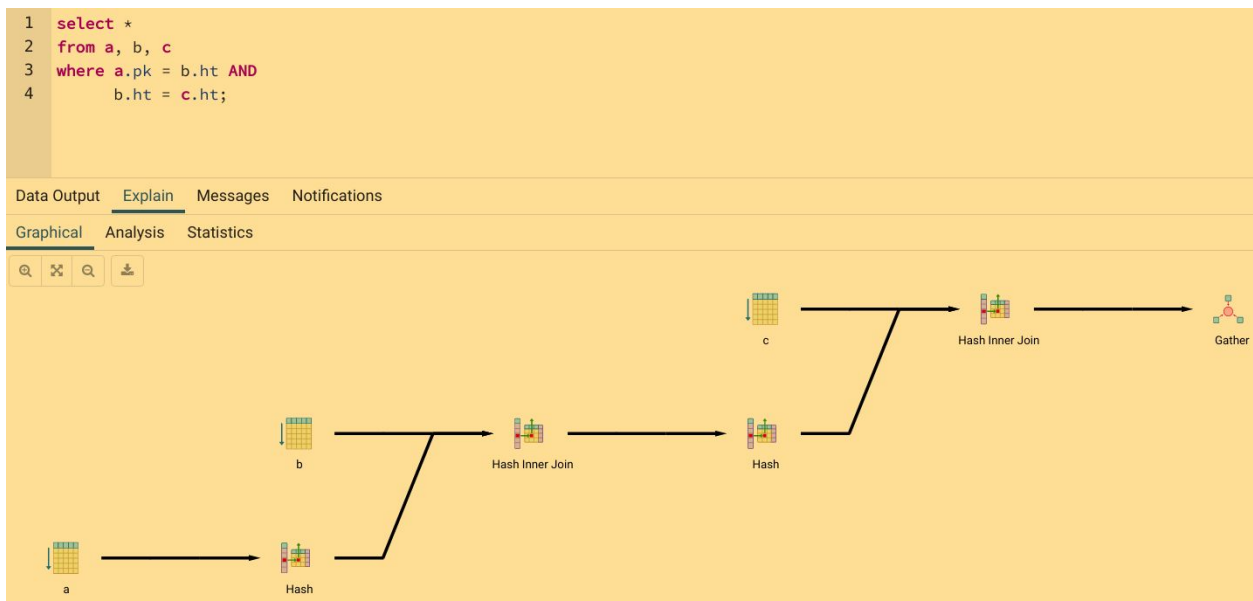 1 select *
2 from a, b, c
3 where a.pk = b.ht AND
4 b.ht = c.ht;
Data Output Explain Messages Notifications
Graphical Analysis Statistics
c Hash Inner Join Gather
b Hash Inner Join Hash
a Hash